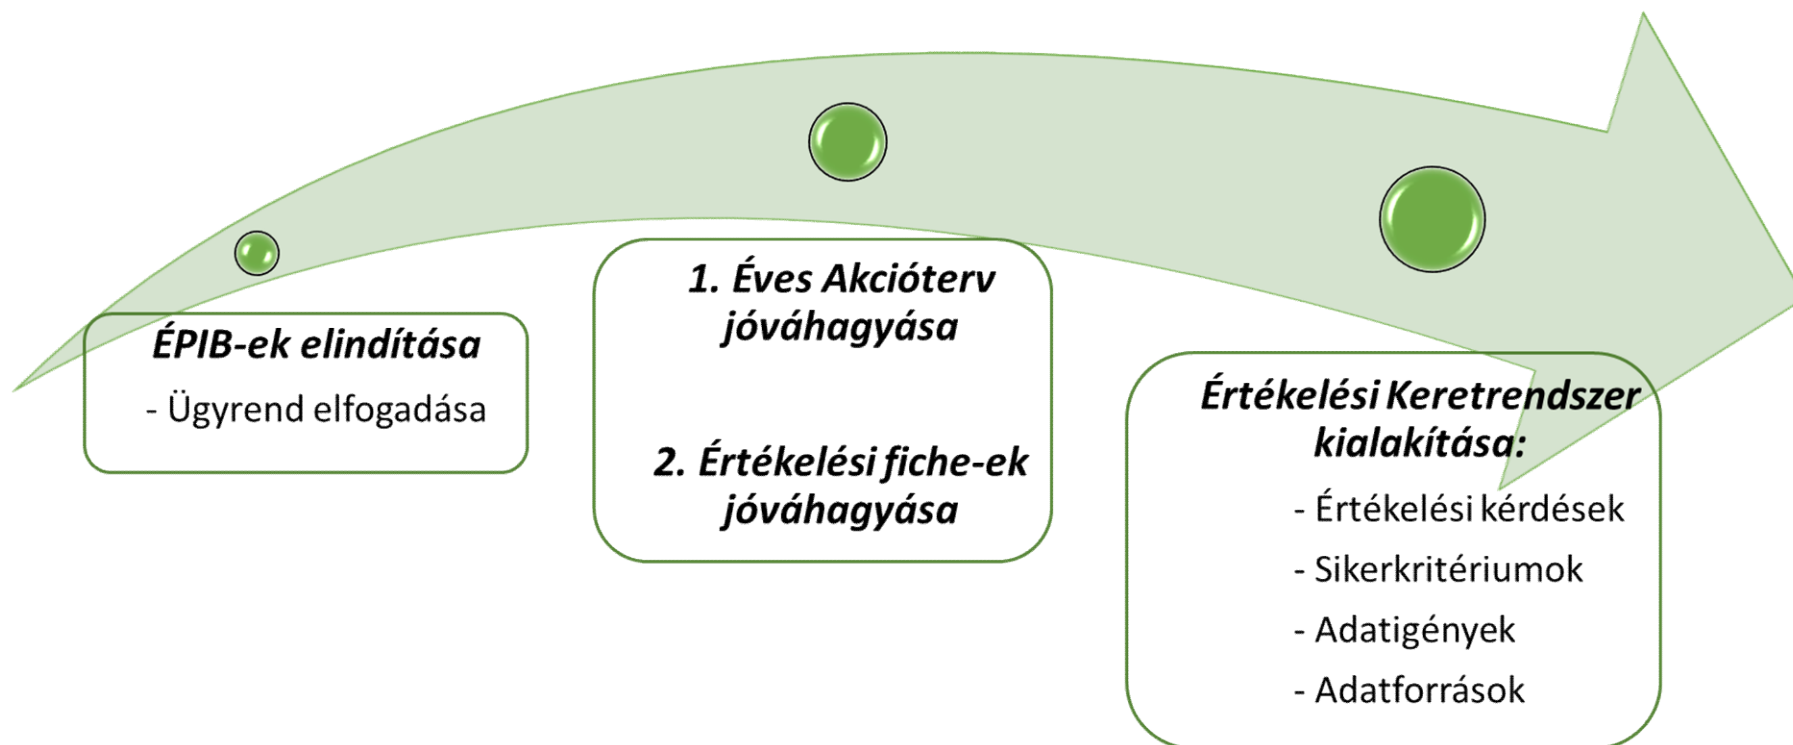 ÉPIB-ek elindítása
- Ügyrend elfogadása
1. Éves Akcióterv
jóváhagyása
2. Értékelési fiche-ek
jóváhagyása
Értékelési Keretrendszer
kialakítása:
- Értékelési kérdések
- Sikerkritériumok
- Adatigények
- Adatforrások